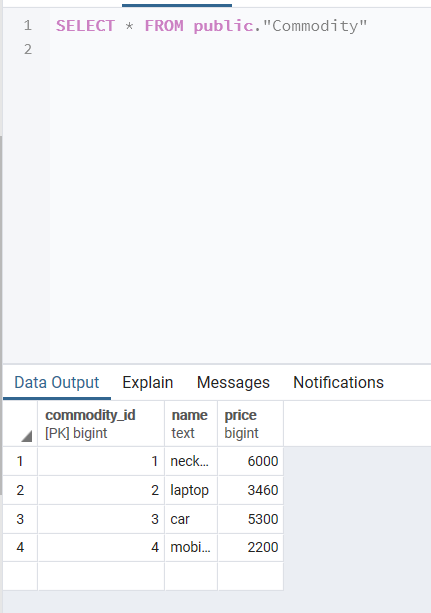 1 SELECT * FROM public."Commodity"
2
Data Output Explain Messages Notifications
commodity_id name price
[PK] bigint text bigint
1 1 neck... 6000
2 2 laptop 3460
3 3 car 5300
4 4 mobi... 2200